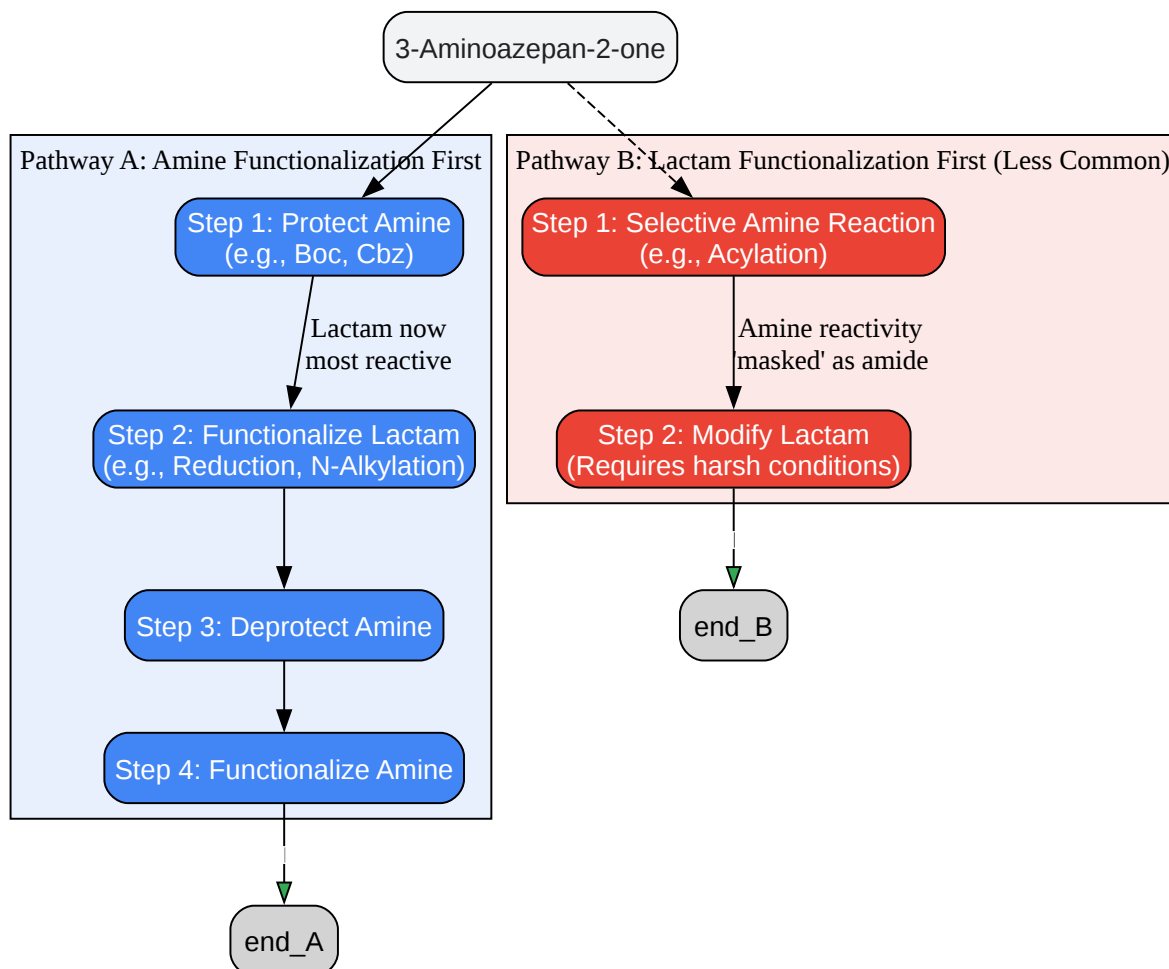 3-Aminoazepan-2-one
Pathway A: Amine Functionalization First
Step 1: Protect Amine
(e.g., Boc, Cbz)
Lactam now
most reactive
Step 2: Functionalize Lactam
(e.g., Reduction, N-Alkylation)
Step 3: Deprotect Amine
Step 4: Functionalize Amine
end_A
Pathway B: Lactam Functionalization First (Less Common)
Step 1: Selective Amine Reaction
(e.g., Acylation)
Amine reactivity
'masked' as amide
Step 2: Modify Lactam
(Requires harsh conditions)
end_B